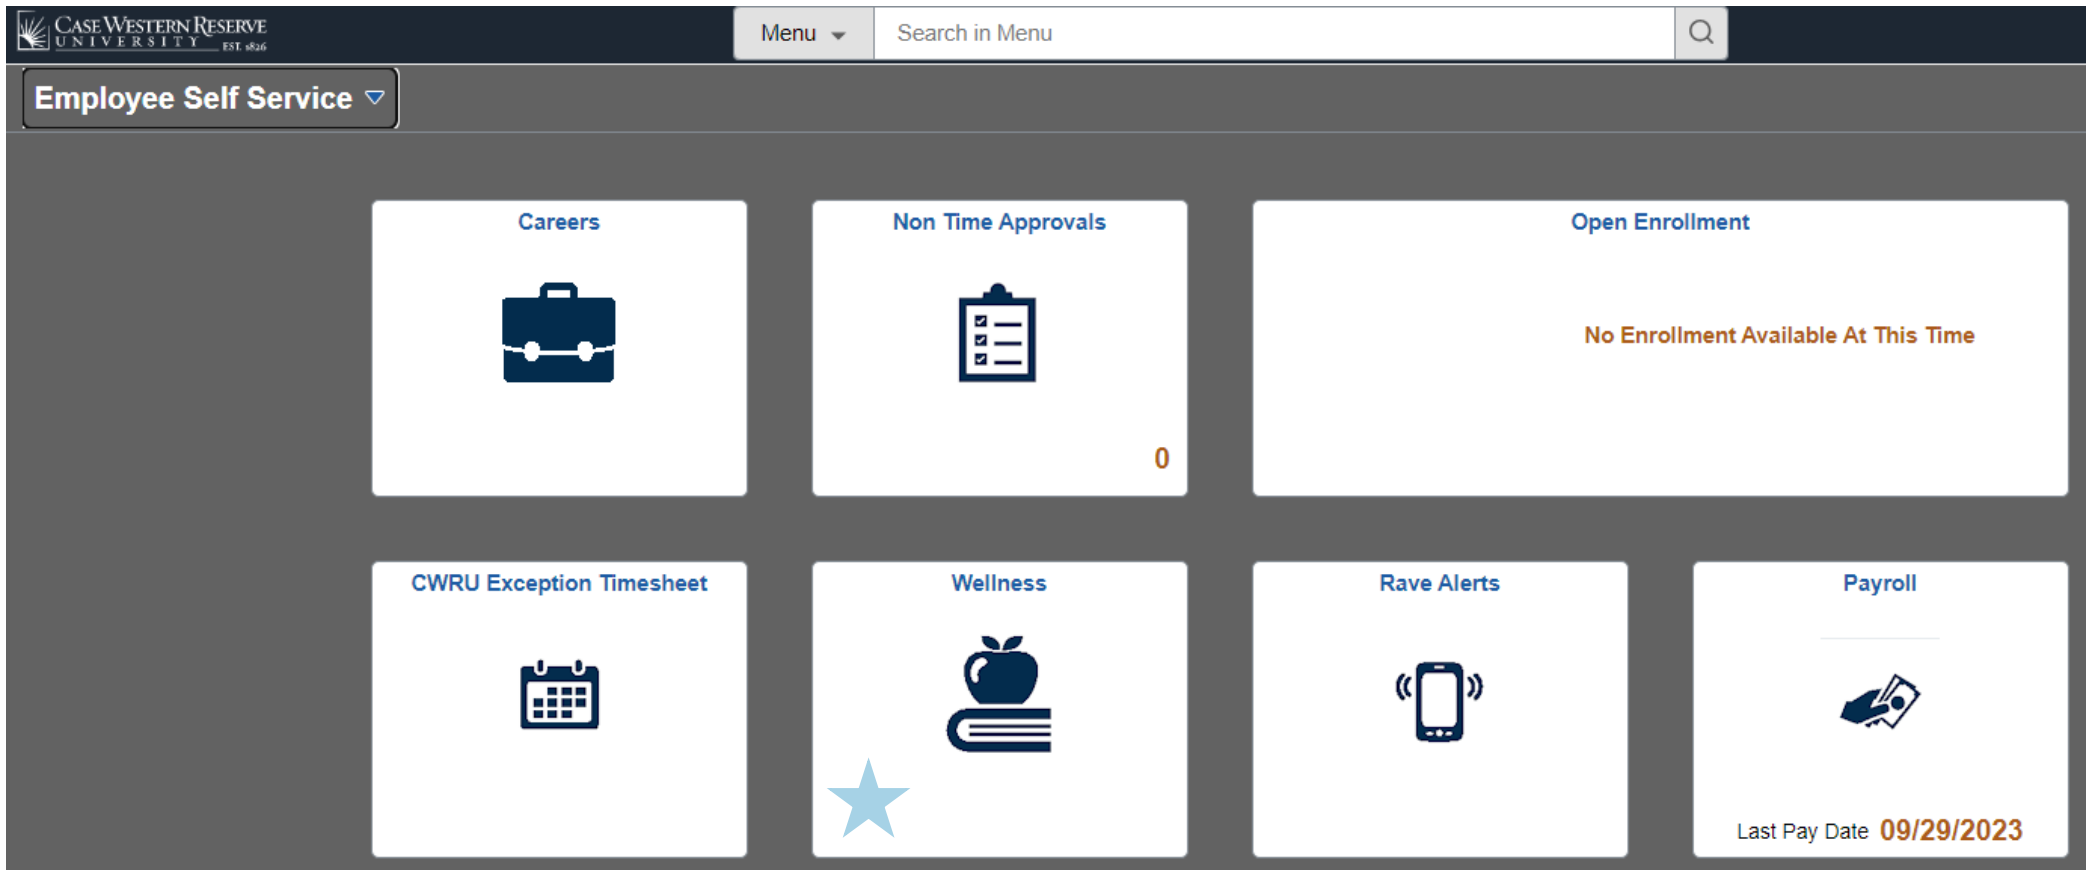 CASE WESTERN RESERVE
UNIVERSITY EST. 1826
Menu
Search in Menu
Employee Self Service
Careers
Non Time Approvals
0
Open Enrollment
No Enrollment Available At This Time
CWRU Exception Timesheet
Wellness
Rave Alerts
Payroll
Last Pay Date 09/29/2023